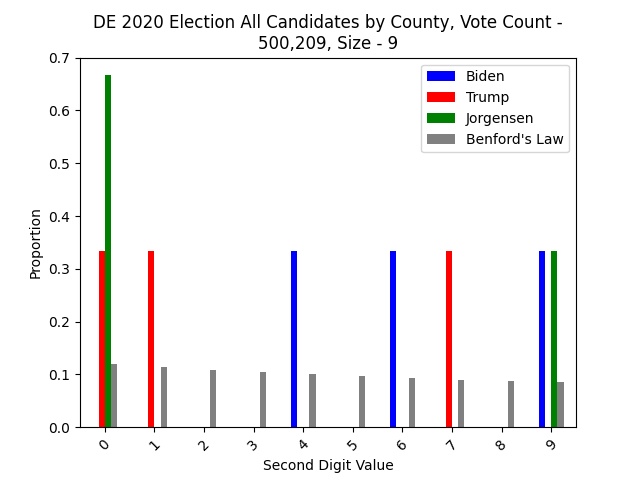 DE 2020 Election All Candidates by County, Vote Count -
500,209, Size - 9
0.7
0.6
0.5
0.4
0.3
0.2
0.1
0.0
Proportion
Biden
Trump
Jorgensen
Benford's Law
0 1 2 3 4 5 6 7 8 9
Second Digit Value